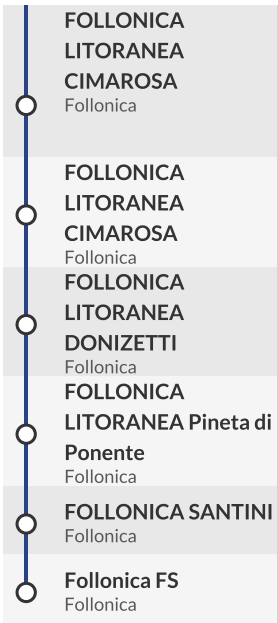 FOLLONICA
LITORANEA
CIMAROSA
Follonica
FOLLONICA
LITORANEA
CIMAROSA
Follonica
FOLLONICA
LITORANEA
DONIZETTI
Follonica
FOLLONICA
LITORANEA Pineta di
Ponente
Follonica
FOLLONICA SANTINI
Follonica
Follonica FS
Follonica